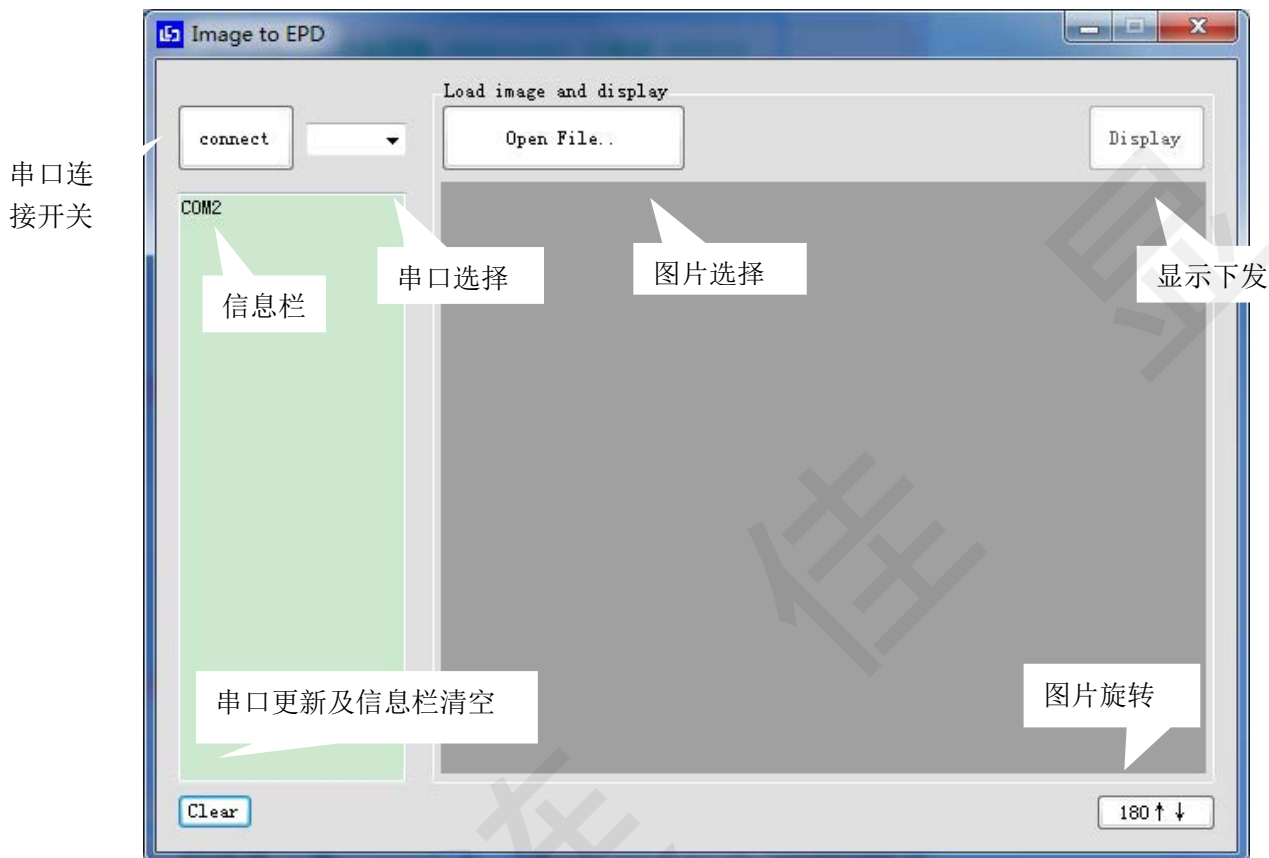 Image to EPD
Load image and display
connect
Open File..
Display
串口连
接开关
COM2
信息栏
串口选择
图片选择
显示下发
串口更新及信息栏清空
图片旋转
Clear
180↑↓
佳
显